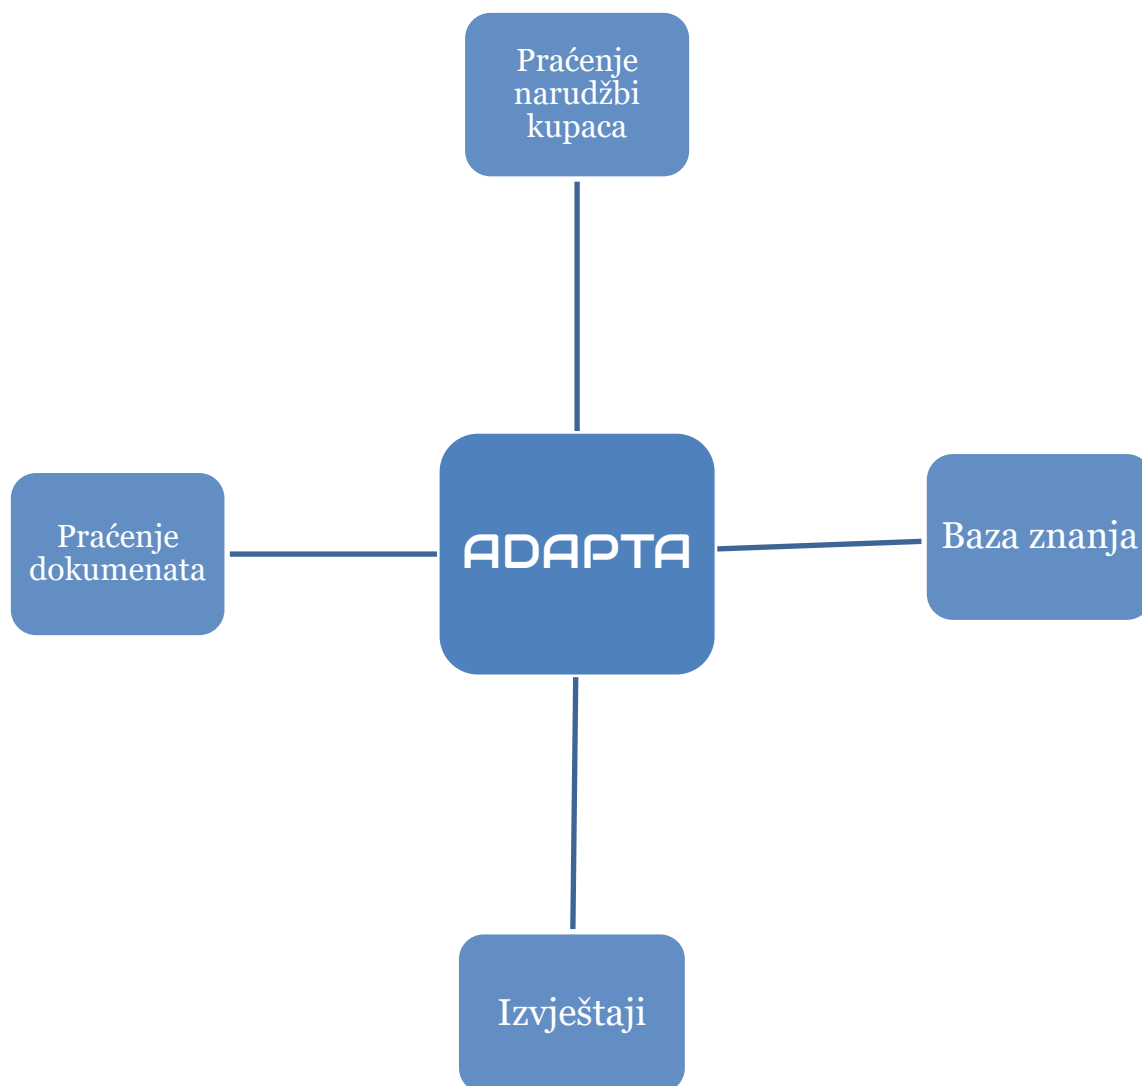 Praćenje
narudžbi
kupaca
Praćenje
dokumenata
ADAPTA
Baza znanja
Izvještaji